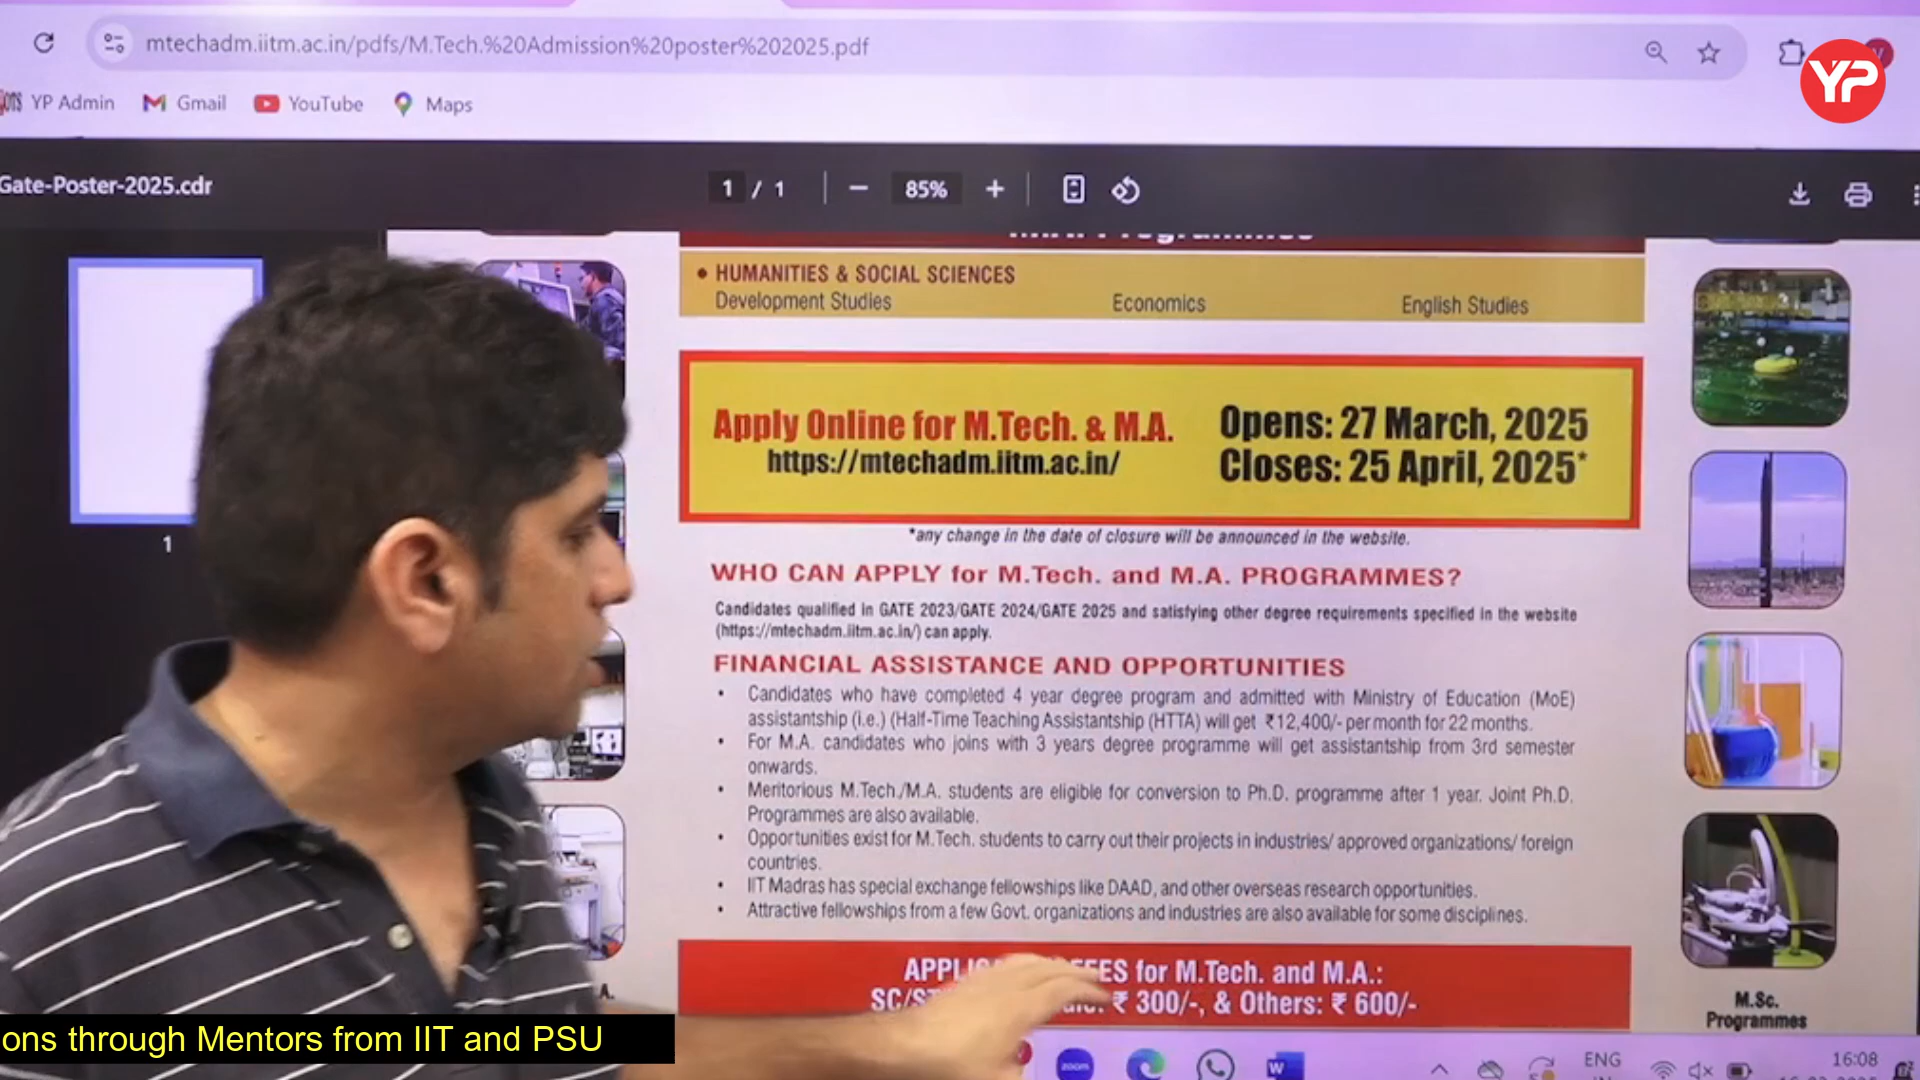 mtechadm.iitm.ac.in/pdfs/M.Tech.%20Admission%20poster%202025.pdf
YP
YP Admin
Gmail
YouTube
Maps
Gate-Poster-2025.cdr
1 / 1
85%
• HUMANITIES & SOCIAL SCIENCES
Development Studies Economics English Studies
Apply Online for M.Tech. & M.A.
https://mtechadm.iitm.ac.in/
Opens: 27 March, 2025
Closes: 25 April, 2025*
*any change in the date of closure will be announced in the website.
1
WHO CAN APPLY for M.Tech. and M.A. PROGRAMMES?
Candidates qualified in GATE 2023/GATE 2024/GATE 2025 and satisfying other degree requirements specified in the website
(https://mtechadm.iitm.ac.in/) can apply.
FINANCIAL ASSISTANCE AND OPPORTUNITIES
• Candidates who have completed 4 year degree program and admitted with Ministry of Education (MoE)
assistantship (i.e.) (Half-Time Teaching Assistantship (HTTA) will get ₹12,400/- per month for 22 months.
• For M.A. candidates who joins with 3 years degree programme will get assistantship from 3rd semester
onwards.
• Meritorious M.Tech./M.A. students are eligible for conversion to Ph.D. programme after 1 year. Joint Ph.D.
Programmes are also available.
• Opportunities exist for M.Tech. students to carry out their projects in industries/ approved organizations/ foreign
countries.
• IIT Madras has special exchange fellowships like DAAD, and other overseas research opportunities.
• Attractive fellowships from a few Govt. organizations and industries are also available for some disciplines.
for M.Tech. and M.A.:
₹ 300/-, & Others: ₹ 600/-
M.Sc.
Programmes
ons through Mentors from IIT and PSU
zoom
W
ENG
16:08